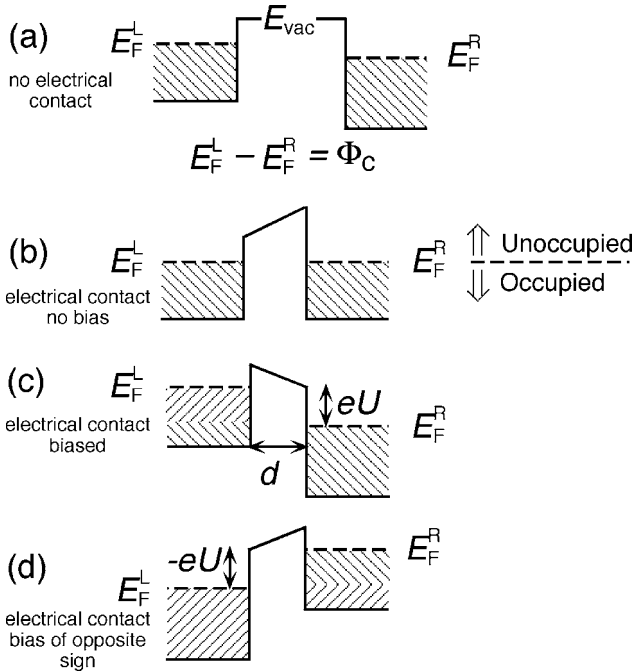 (a) E_F^L E_vac E_F^R
no electrical
contact
E_F^L − E_F^R = Φ_C
(b) E_F^L E_F^R
electrical contact
no bias
⇑ Unoccupied
⇓ Occupied
(c) E_F^L eU E_F^R
electrical contact
biased
d
(d) E_F^L -eU E_F^R
electrical contact
bias of opposite
sign